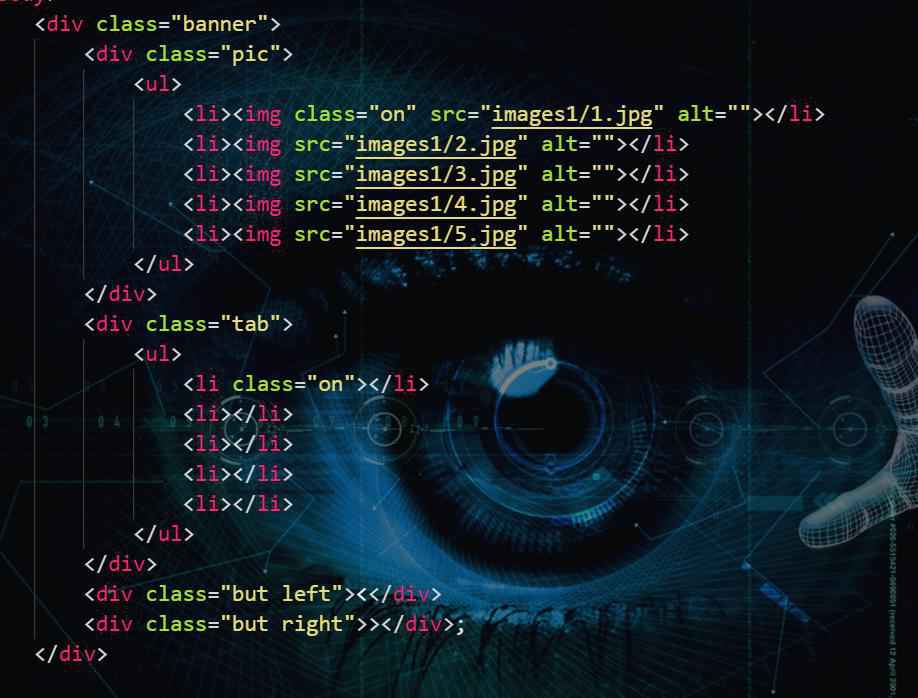 <div class="banner">
<div class="pic">
<ul>
<li><img class="on" src="images1/1.jpg" alt=""></li>
<li><img src="images1/2.jpg" alt=""></li>
<li><img src="images1/3.jpg" alt=""></li>
<li><img src="images1/4.jpg" alt=""></li>
<li><img src="images1/5.jpg" alt=""></li>
</ul>
</div>
<div class="tab">
<ul>
<li class="on"></li>
<li></li>
<li></li>
<li></li>
<li></li>
</ul>
</div>
<div class="but left"><</div>
<div class="but right">></div>;
</div>
03 04
09
(received 12 April 2001,